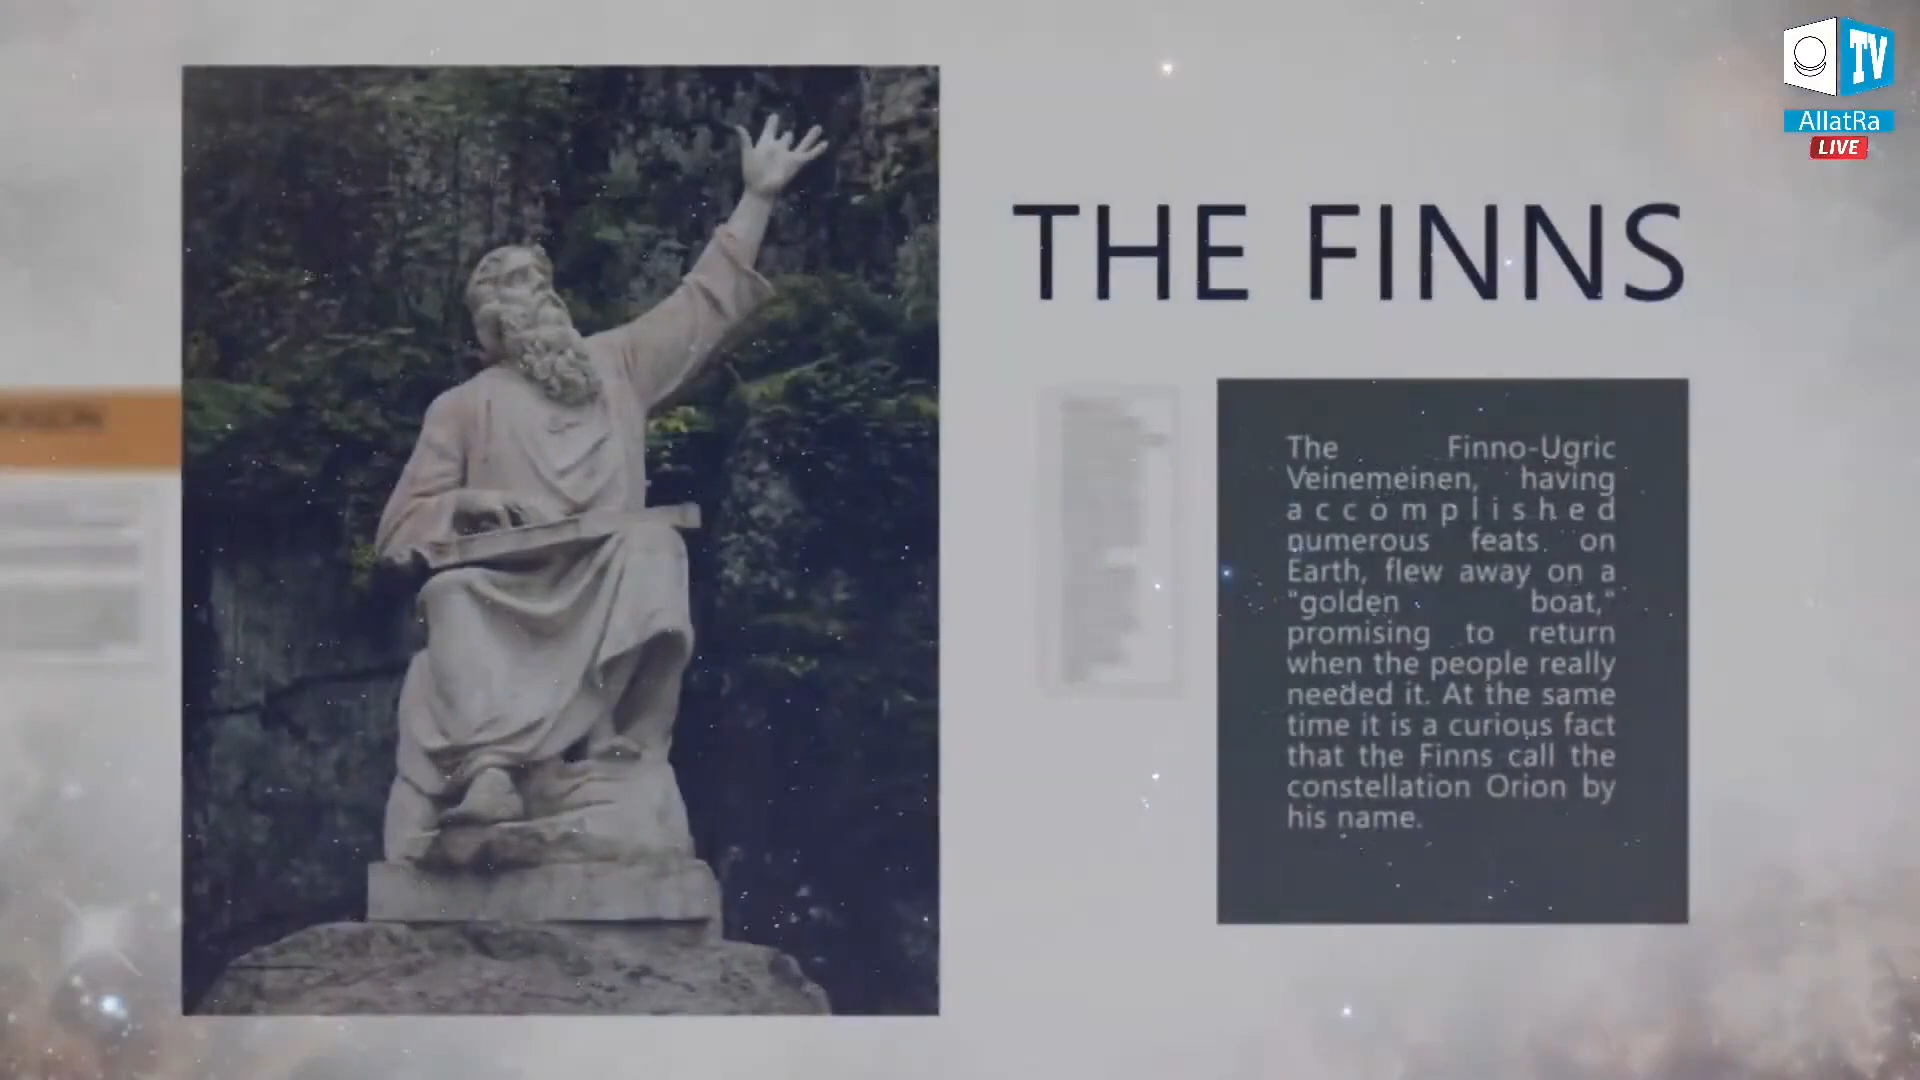 TV
AllatRa
LIVE
THE FINNS
The Finno-Ugric
Veinemeinen, having
accomplished
numerous feats on
Earth, flew away on a
"golden boat,"
promising to return
when the people really
needed it. At the same
time it is a curious fact
that the Finns call the
constellation Orion by
his name.